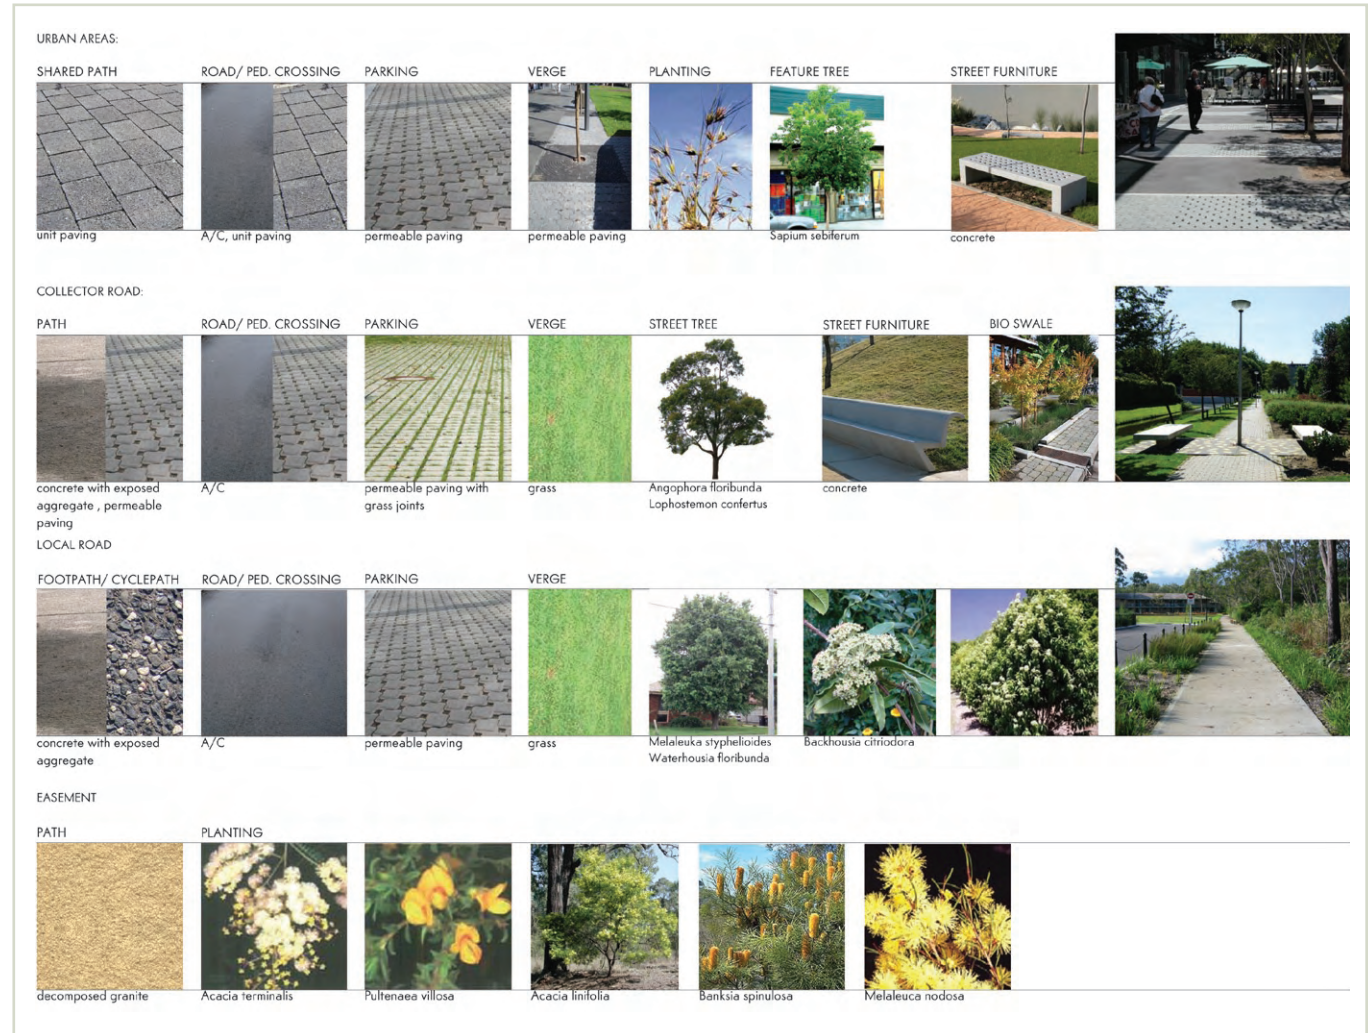 URBAN AREAS:
SHARED PATH ROAD/ PED. CROSSING PARKING VERGE PLANTING FEATURE TREE STREET FURNITURE
unit paving A/C, unit paving permeable paving permeable paving Sapium sebiferum concrete
COLLECTOR ROAD:
PATH ROAD/ PED. CROSSING PARKING VERGE STREET TREE STREET FURNITURE BIO SWALE
concrete with exposed A/C permeable paving with grass Angophora floribunda concrete
aggregate , permeable grass joints Lophostemon confertus
paving
LOCAL ROAD
FOOTPATH/ CYCLEPATH ROAD/ PED. CROSSING PARKING VERGE
concrete with exposed A/C permeable paving grass Melaleuka styphelioides Backhousia citriodora
aggregate Waterhousia floribunda
EASEMENT
PATH PLANTING
decomposed granite Acacia terminalis Pultenaea villosa Acacia linifolia Banksia spinulosa Melaleuca nodosa